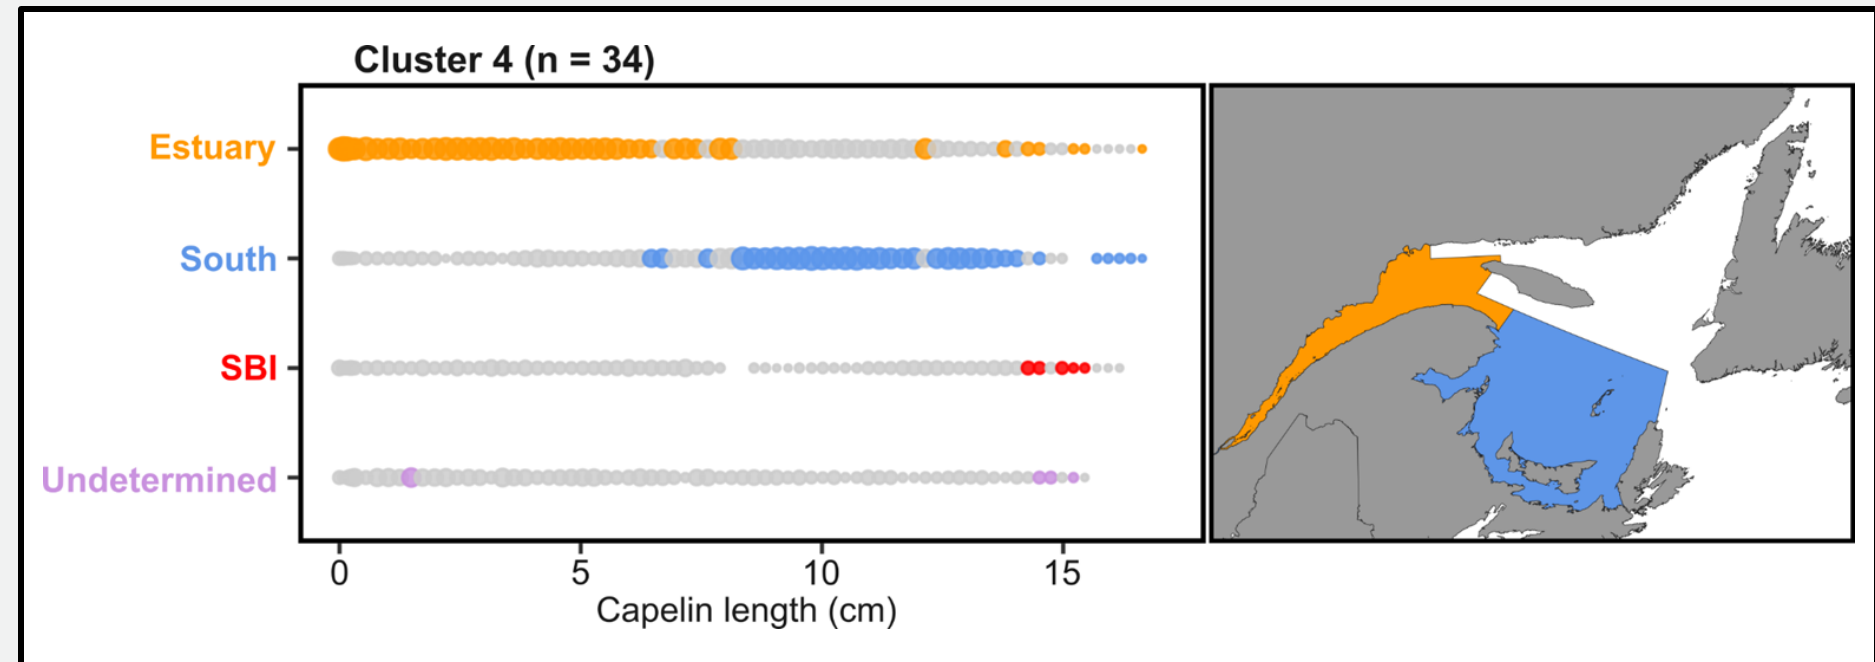 Cluster 4 (n = 34)
Estuary
South
SBI
Undetermined
0 5 10 15
Capelin length (cm)